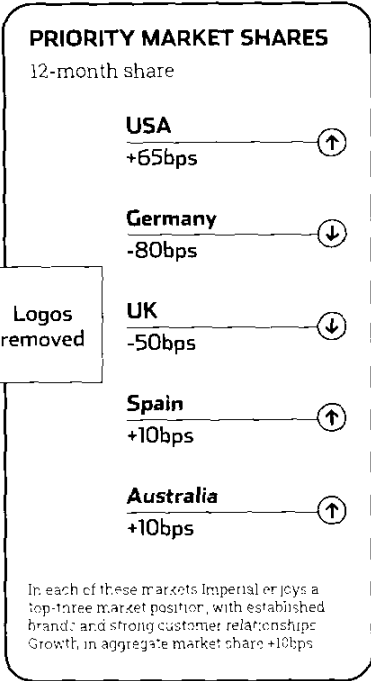 PRIORITY MARKET SHARES
12-month share
USA
+65bps
Germany
-80bps
Logos
removed
UK
-50bps
Spain
+10bps
Australia
+10bps
In each of these markets Imperial enjoys a
top-three market position, with established
brands and strong customer relationships
Growth in aggregate market share +10bps